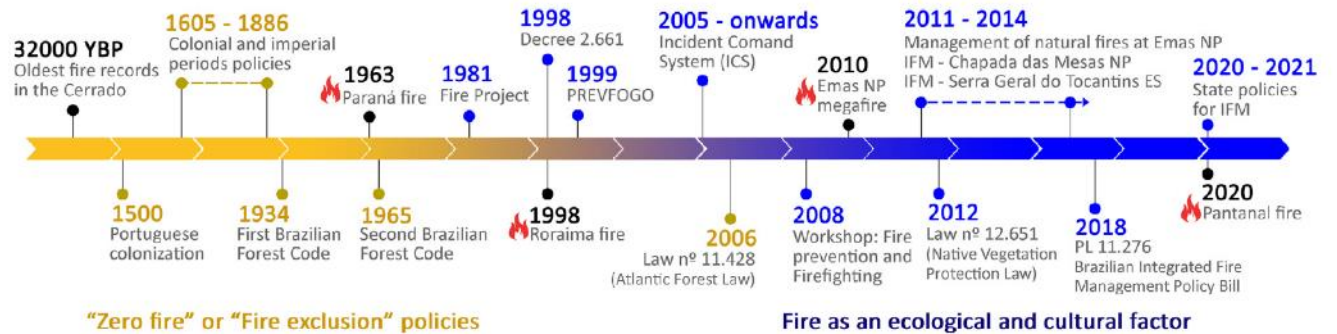 32000 YBP
Oldest fire records
in the Cerrado
1605 - 1886
Colonial and imperial
periods policies
1963
Paraná fire
1981
Fire Project
1998
Decree 2.661
1999
PREVFOGO
2005 - onwards
Incident Comand
System (ICS)
2010
Emas NP
megafire
2011 - 2014
Management of natural fires at Emas NP
IFM - Chapada das Mesas NP
IFM - Serra Geral do Tocantins ES
2020 - 2021
State policies
for IFM
1500
Portuguese
colonization
1934
First Brazilian
Forest Code
1965
Second Brazilian
Forest Code
1998
Roraima fire
2006
Law nº 11.428
(Atlantic Forest Law)
2008
Workshop: Fire
prevention and
Firefighting
2012
Law nº 12.651
(Native Vegetation
Protection Law)
2018
PL 11.276
Brazilian Integrated Fire
Management Policy Bill
2020
Pantanal fire
“Zero fire” or “Fire exclusion” policies
Fire as an ecological and cultural factor